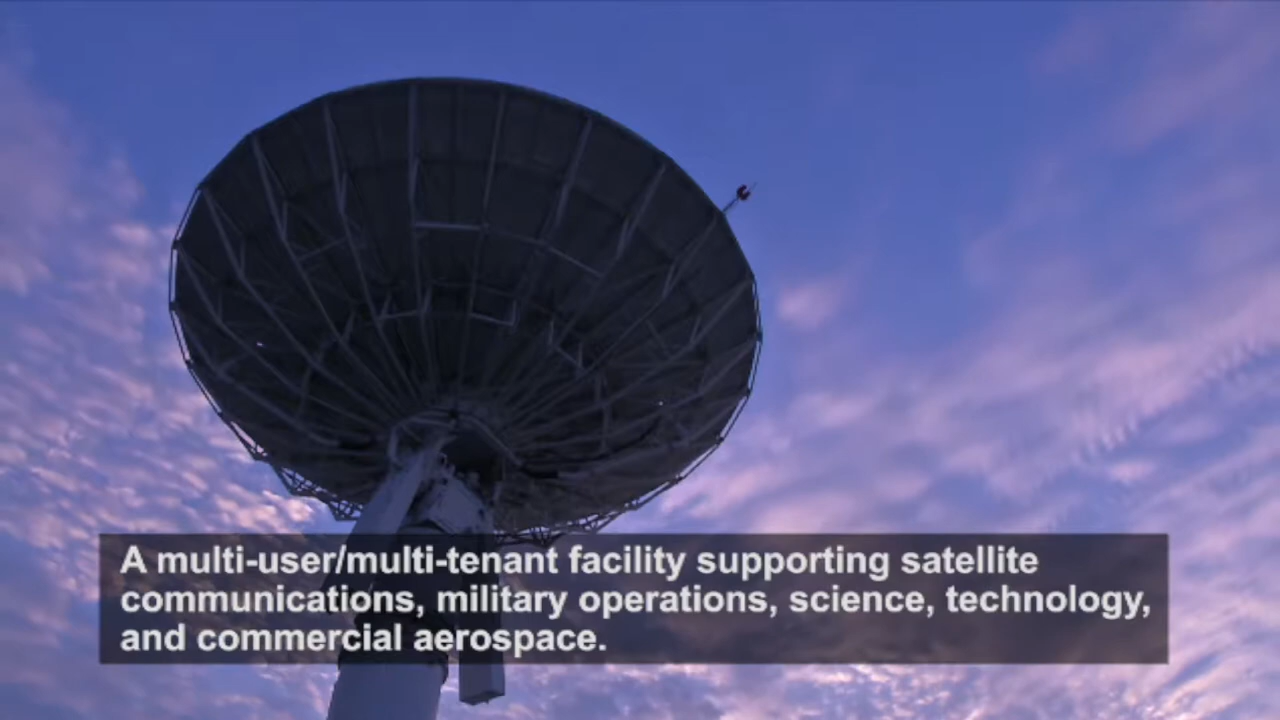 A multi-user/multi-tenant facility supporting satellite
communications, military operations, science, technology,
and commercial aerospace.